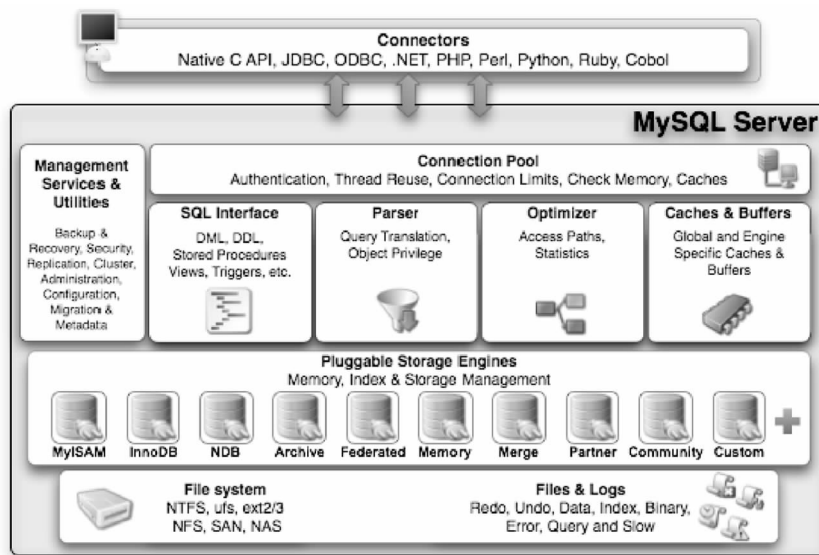 Connectors
Native C API, JDBC, ODBC, .NET, PHP, Perl, Python, Ruby, Cobol
MySQL Server
Management
Services &
Utilities
Backup &
Recovery, Security,
Replication, Cluster,
Administration,
Configuration,
Migration &
Metadata
Connection Pool
Authentication, Thread Reuse, Connection Limits, Check Memory, Caches
SQL Interface
DML, DDL,
Stored Procedures
Views, Triggers, etc.
Parser
Query Translation,
Object Privilege
Optimizer
Access Paths,
Statistics
Caches & Buffers
Global and Engine
Specific Caches &
Buffers
Pluggable Storage Engines
Memory, Index & Storage Management
MyISAM
InnoDB
NDB
Archive
Federated
Memory
Merge
Partner
Community
Custom
File system
NTFS, ufs, ext2/3
NFS, SAN, NAS
Files & Logs
Redo, Undo, Data, Index, Binary,
Error, Query and Slow